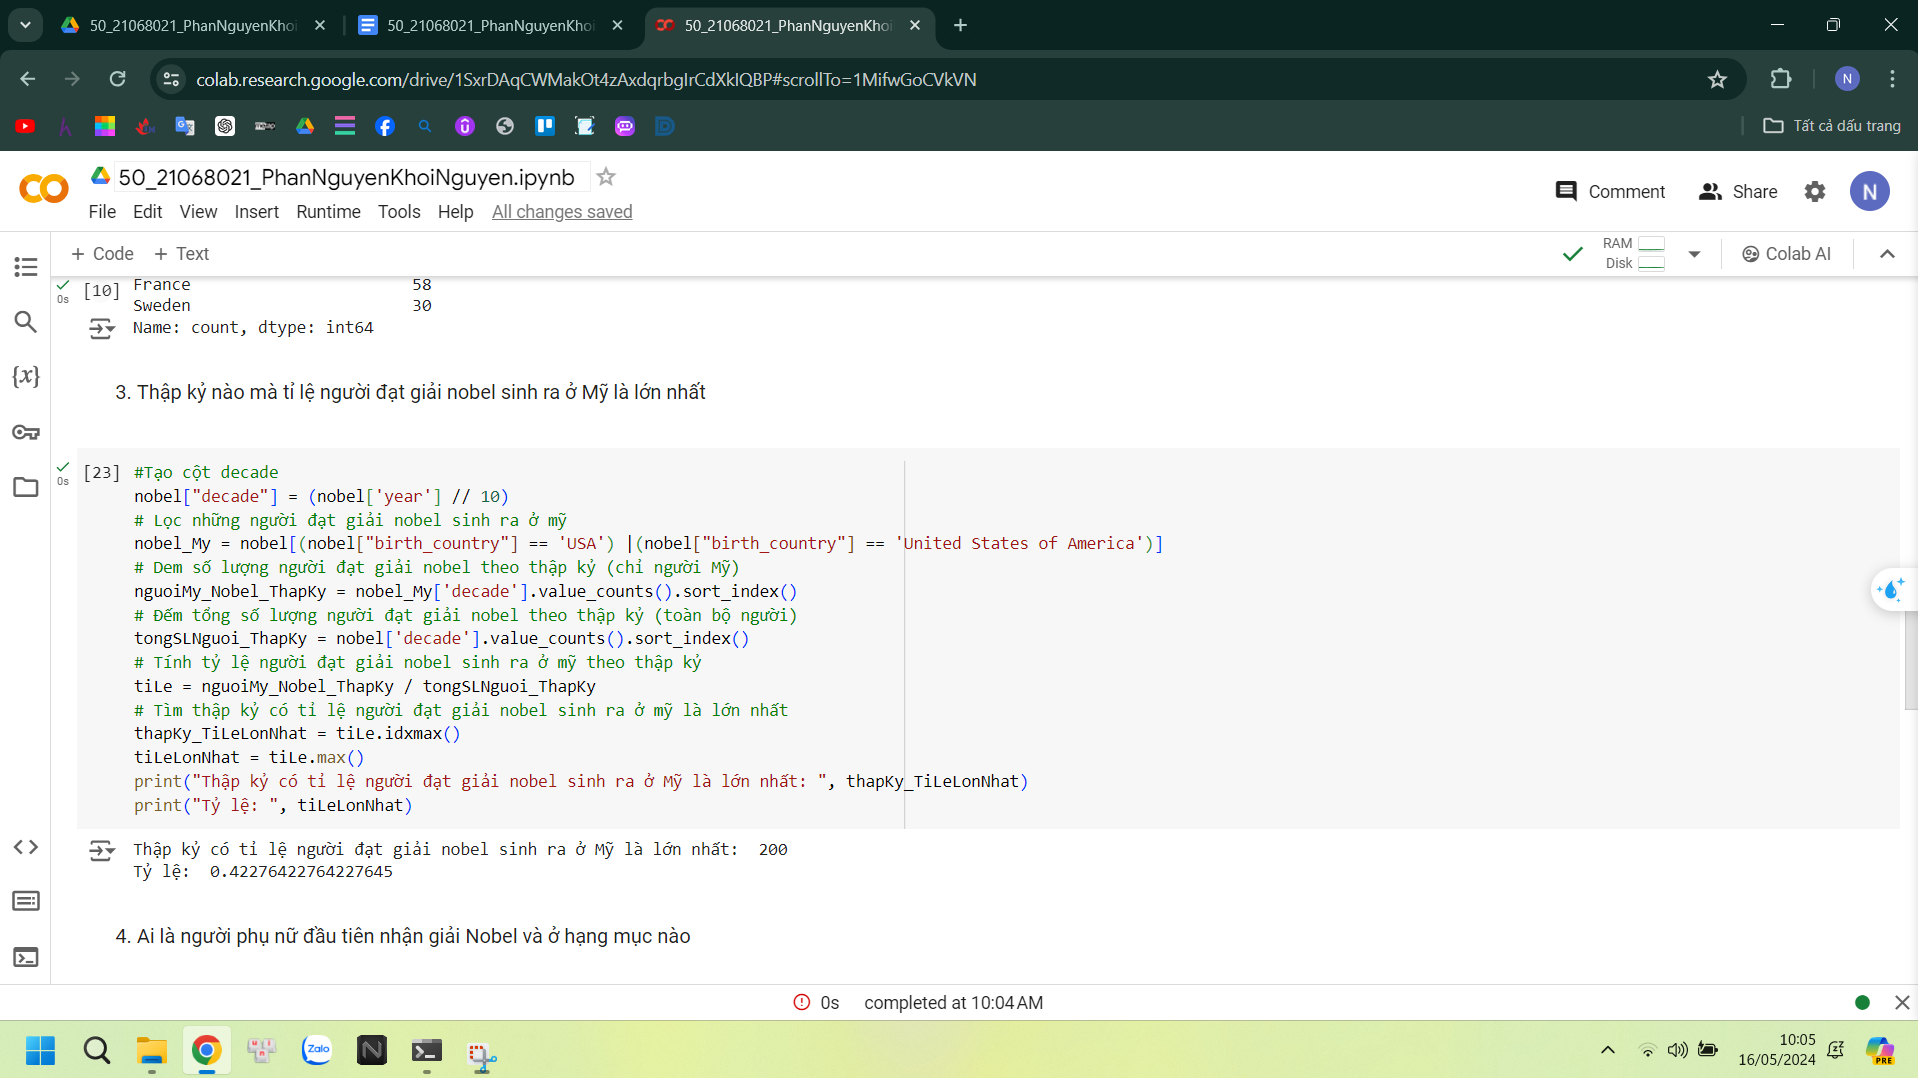 50_21068021_PhanNguyenKhoi
50_21068021_PhanNguyenKhoi
50_21068021_PhanNguyenKhoi
colab.research.google.com/drive/1SxrDAqCWMakOt4zAxdqrbgIrCdXklQBP#scrollTo=1MifwGoCVkVN
N
Tất cả dấu trang
50_21068021_PhanNguyenKhoiNguyen.ipynb
Comment
Share
N
File Edit View Insert Runtime Tools Help All changes saved
+ Code + Text
RAM
Disk
Colab AI
France 58
0s
[10]
Sweden 30
Name: count, dtype: int64
{x}
3. Thập kỷ nào mà tỉ lệ người đạt giải nobel sinh ra ở Mỹ là lớn nhất
0s
[23] #Tạo cột decade
nobel["decade"] = (nobel['year'] // 10)
# Lọc những người đạt giải nobel sinh ra ở mỹ
nobel_My = nobel[(nobel["birth_country"] == 'USA') |(nobel["birth_country"] == 'United States of America')]
# Dem số lượng người đạt giải nobel theo thập kỷ (chỉ người Mỹ)
nguoiMy_Nobel_ThapKy = nobel_My['decade'].value_counts().sort_index()
# Đếm tổng số lượng người đạt giải nobel theo thập kỷ (toàn bộ người)
tongSLNguoi_ThapKy = nobel['decade'].value_counts().sort_index()
# Tính tỷ lệ người đạt giải nobel sinh ra ở mỹ theo thập kỷ
tiLe = nguoiMy_Nobel_ThapKy / tongSLNguoi_ThapKy
# Tìm thập kỷ có tỉ lệ người đạt giải nobel sinh ra ở mỹ là lớn nhất
thapKy_TiLeLonNhat = tiLe.idxmax()
tiLeLonNhat = tiLe.max()
print("Thập kỷ có tỉ lệ người đạt giải nobel sinh ra ở Mỹ là lớn nhất: ", thapKy_TiLeLonNhat)
print("Tỷ lệ: ", tiLeLonNhat)
Thập kỷ có tỉ lệ người đạt giải nobel sinh ra ở Mỹ là lớn nhất:  200
Tỷ lệ:  0.42276422764227645
4. Ai là người phụ nữ đầu tiên nhận giải Nobel và ở hạng mục nào
0s completed at 10:04 AM
Zalo
N
10:05
16/05/2024
PRE